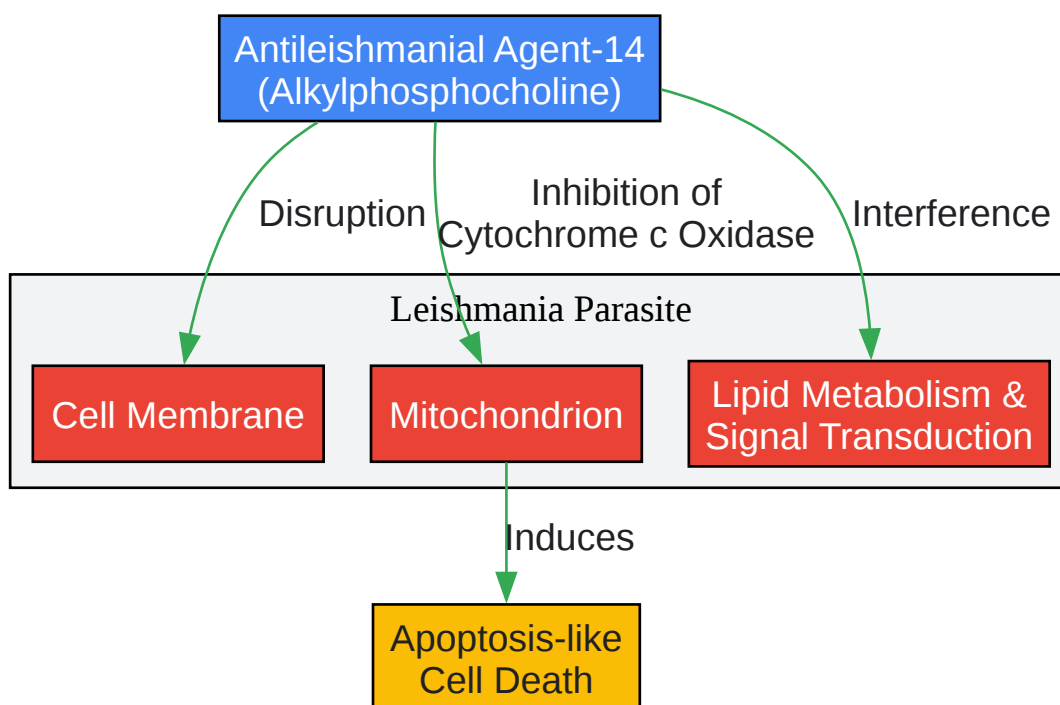 Antileishmanial Agent-14
(Alkylphosphocholine)
Disruption
Inhibition of
Cytochrome c Oxidase
Interference
Leishmania Parasite
Cell Membrane
Mitochondrion
Lipid Metabolism &
Signal Transduction
Induces
Apoptosis-like
Cell Death